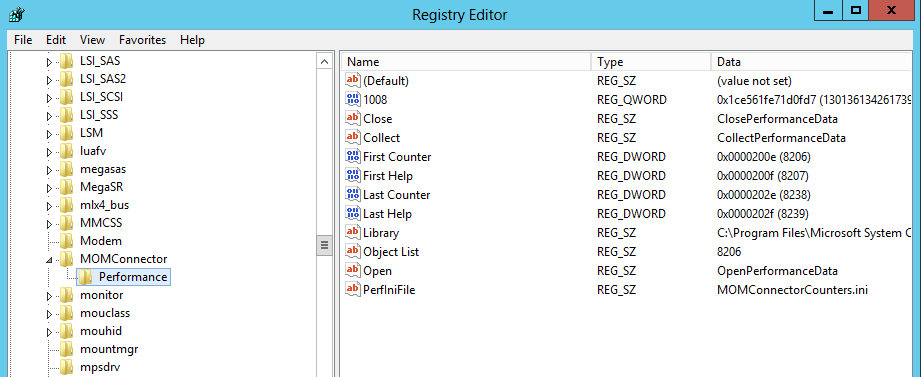 Registry Editor
File Edit View Favorites Help
LSI_SAS
LSI_SAS2
LSI_SCSI
LSI_SSS
LSM
luafv
megasas
MegaSR
mlx4_bus
MMCSS
Modem
MOMConnector
Performance
monitor
mouclass
mouhid
mountmgr
mpsdrv
Name Type Data
(Default) REG_SZ (value not set)
1008 REG_QWORD 0x1ce561fe71d0fd7 (130136134261739
Close REG_SZ ClosePerformanceData
Collect REG_SZ CollectPerformanceData
First Counter REG_DWORD 0x0000200e (8206)
First Help REG_DWORD 0x0000200f (8207)
Last Counter REG_DWORD 0x0000202e (8238)
Last Help REG_DWORD 0x0000202f (8239)
Library REG_SZ C:\Program Files\Microsoft System C
Object List REG_SZ 8206
Open REG_SZ OpenPerformanceData
PerfIniFile REG_SZ MOMConnectorCounters.ini